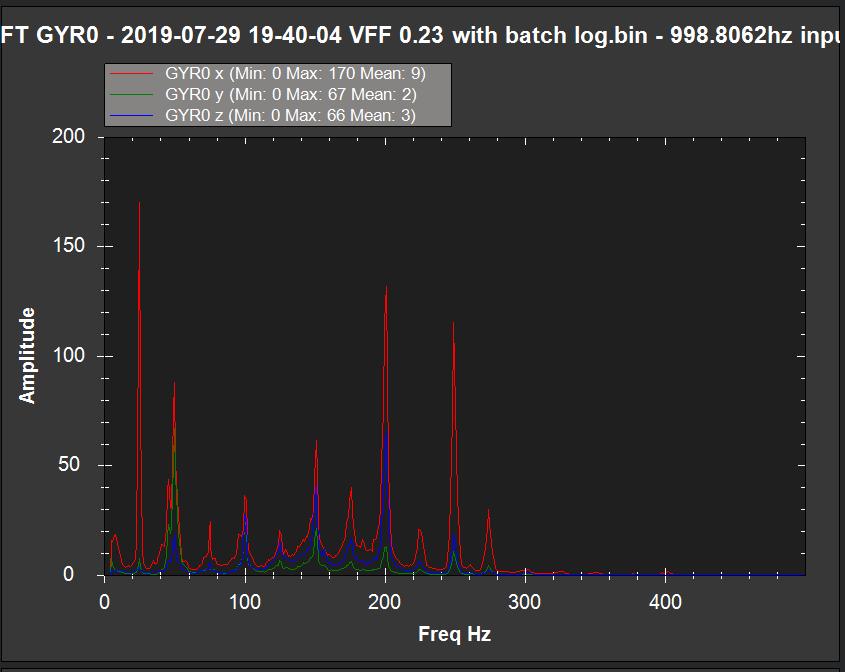 FT GYR0 - 2019-07-29 19-40-04 VFF 0.23 with batch log.bin - 998.8062hz inpu
GYR0 x (Min: 0 Max: 170 Mean: 9)
GYR0 y (Min: 0 Max: 67 Mean: 2)
GYR0 z (Min: 0 Max: 66 Mean: 3)
200
150
100
50
0
Amplitude
0 100 200 300 400
Freq Hz